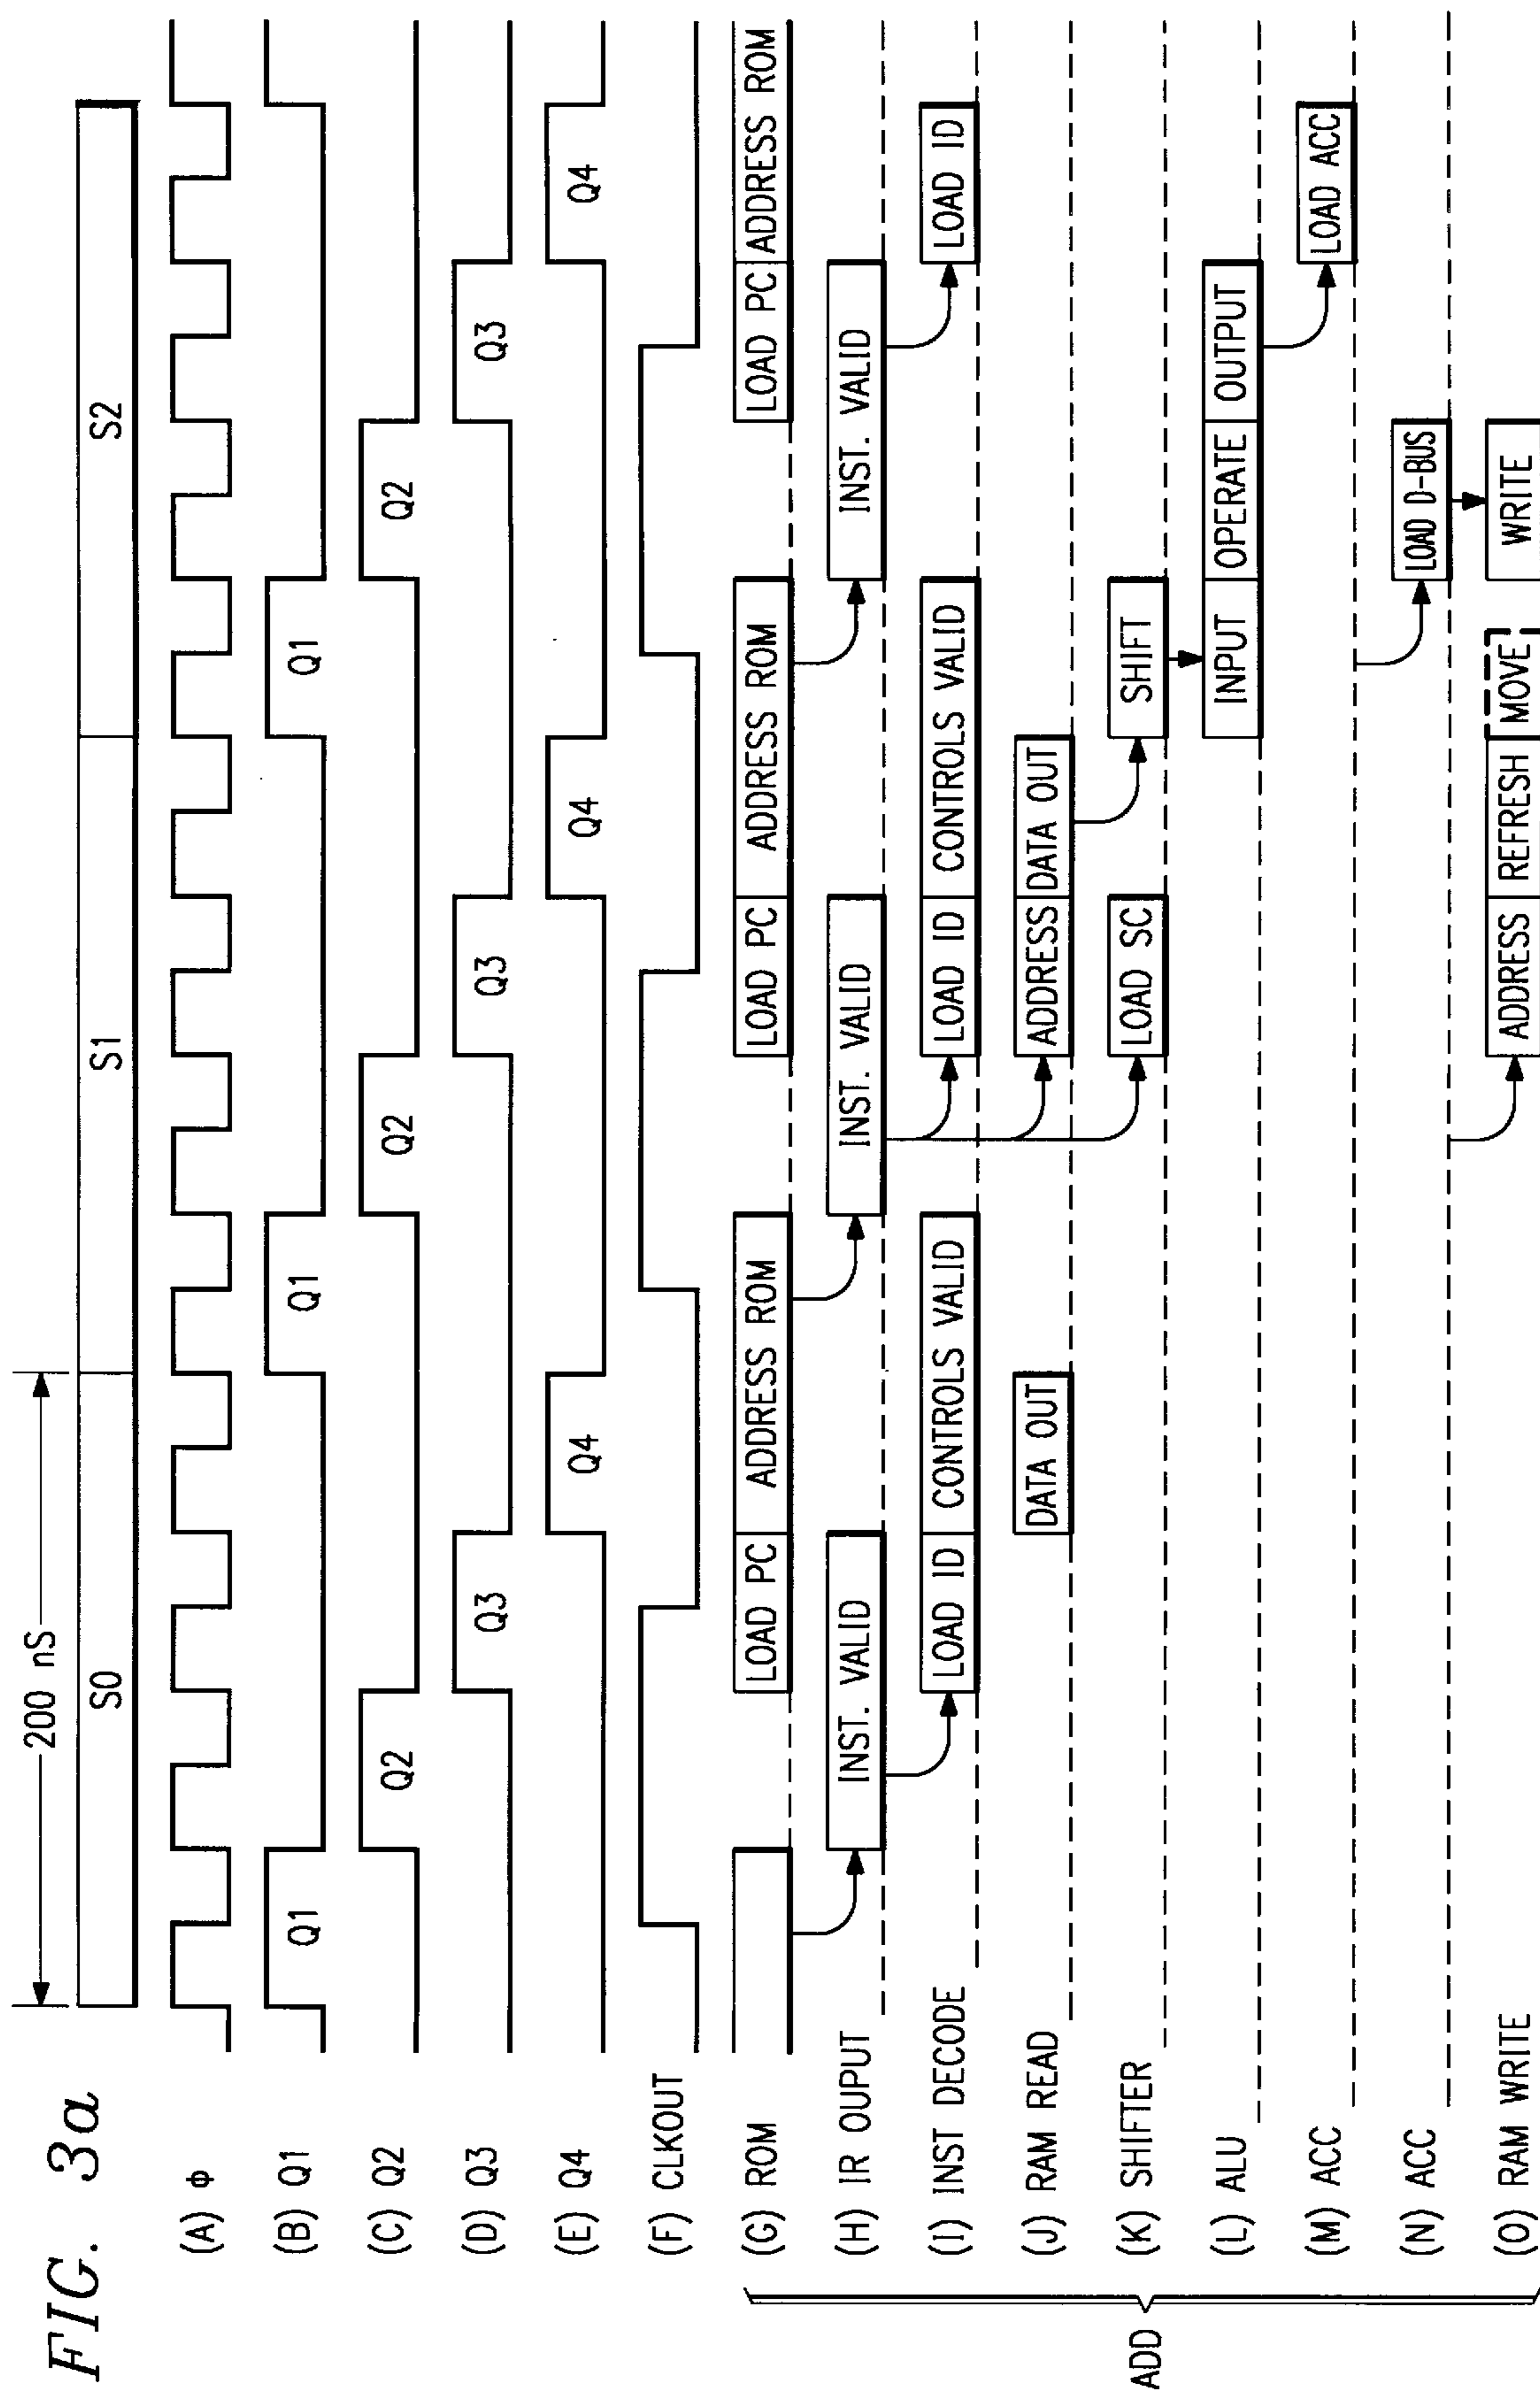 FIG. 3a
200 nS
S0 S1 S2
(A) ϕ
(B) Q1 Q1 Q1 Q1
(C) Q2 Q2 Q2 Q2
(D) Q3 Q3 Q3 Q3
(E) Q4 Q4 Q4 Q4
(F) CLKOUT
(G) ROM LOAD PC ADDRESS ROM LOAD PC ADDRESS ROM LOAD PC ADDRESS ROM
(H) IR OUPUT INST. VALID INST. VALID INST. VALID
(I) INST DECODE LOAD ID CONTROLS VALID LOAD ID CONTROLS VALID LOAD ID
(J) RAM READ DATA OUT ADDRESS DATA OUT
(K) SHIFTER LOAD SC SHIFT
(L) ALU INPUT OPERATE OUTPUT
(M) ACC LOAD ACC
(N) ACC LOAD D-BUS
(O) RAM WRITE ADDRESS REFRESH MOVE WRITE
ADD